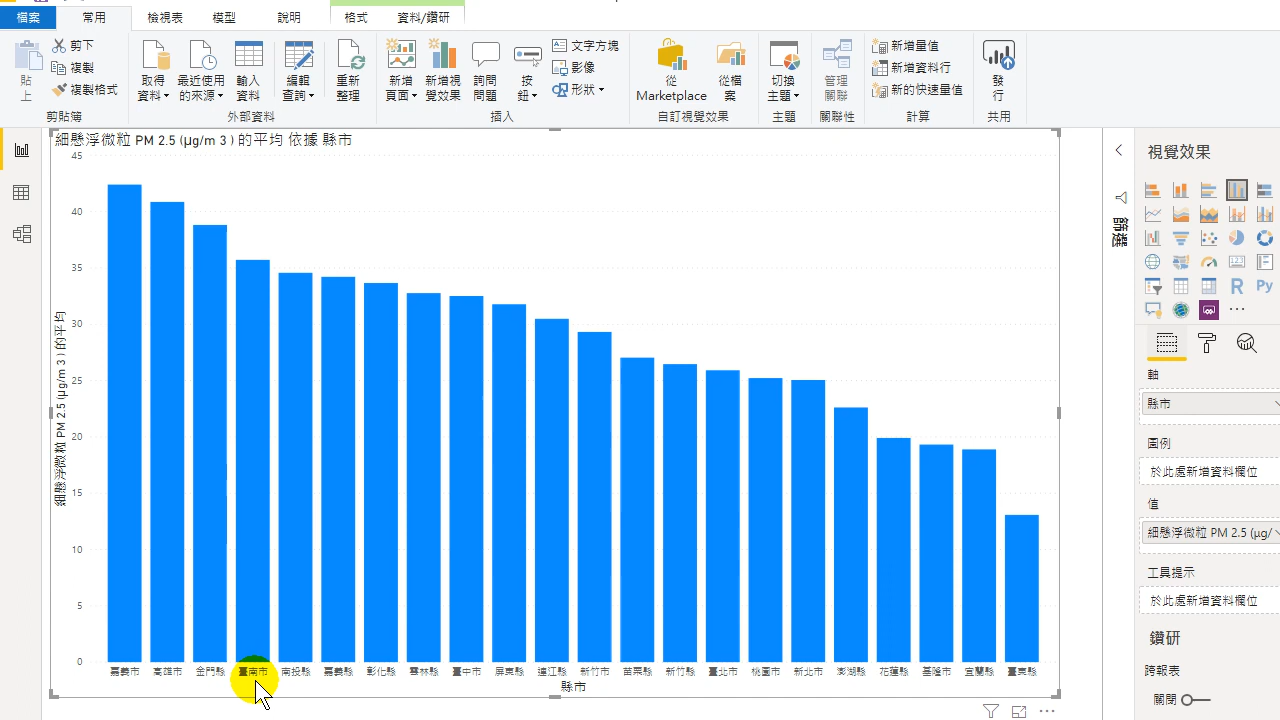 檔案 常用 檢視表 模型 說明 格式 資料/鑽研
貼上
剪下
複製
複製格式
剪貼簿
取得資料
最近使用的來源
輸入資料
編輯查詢
重新整理
外部資料
新增頁面
新增視覺效果
詢問問題
按鈕
文字方塊
影像
形狀
插入
從 Marketplace
從檔案
自訂視覺效果
切換主題
主題
管理關聯
關聯性
新增量值
新增資料行
新的快速量值
計算
發行
共用
細懸浮微粒 PM 2.5 (μg/m 3 ) 的平均 依據 縣市
細懸浮微粒 PM 2.5 (μg/m 3 ) 的平均
45
40
35
30
25
20
15
10
5
0
嘉義市 高雄市 金門縣 臺南市 南投縣 嘉義縣 彰化縣 雲林縣 臺中市 屏東縣 連江縣 新竹市 苗栗縣 新竹縣 臺北市 桃園市 新北市 澎湖縣 花蓮縣 基隆市 宜蘭縣 臺東縣
縣市
篩選
視覺效果
R Py
123
軸
縣市
圖例
於此處新增資料欄位
值
細懸浮微粒 PM 2.5 (μg/
工具提示
於此處新增資料欄位
鑽研
跨報表
關閉